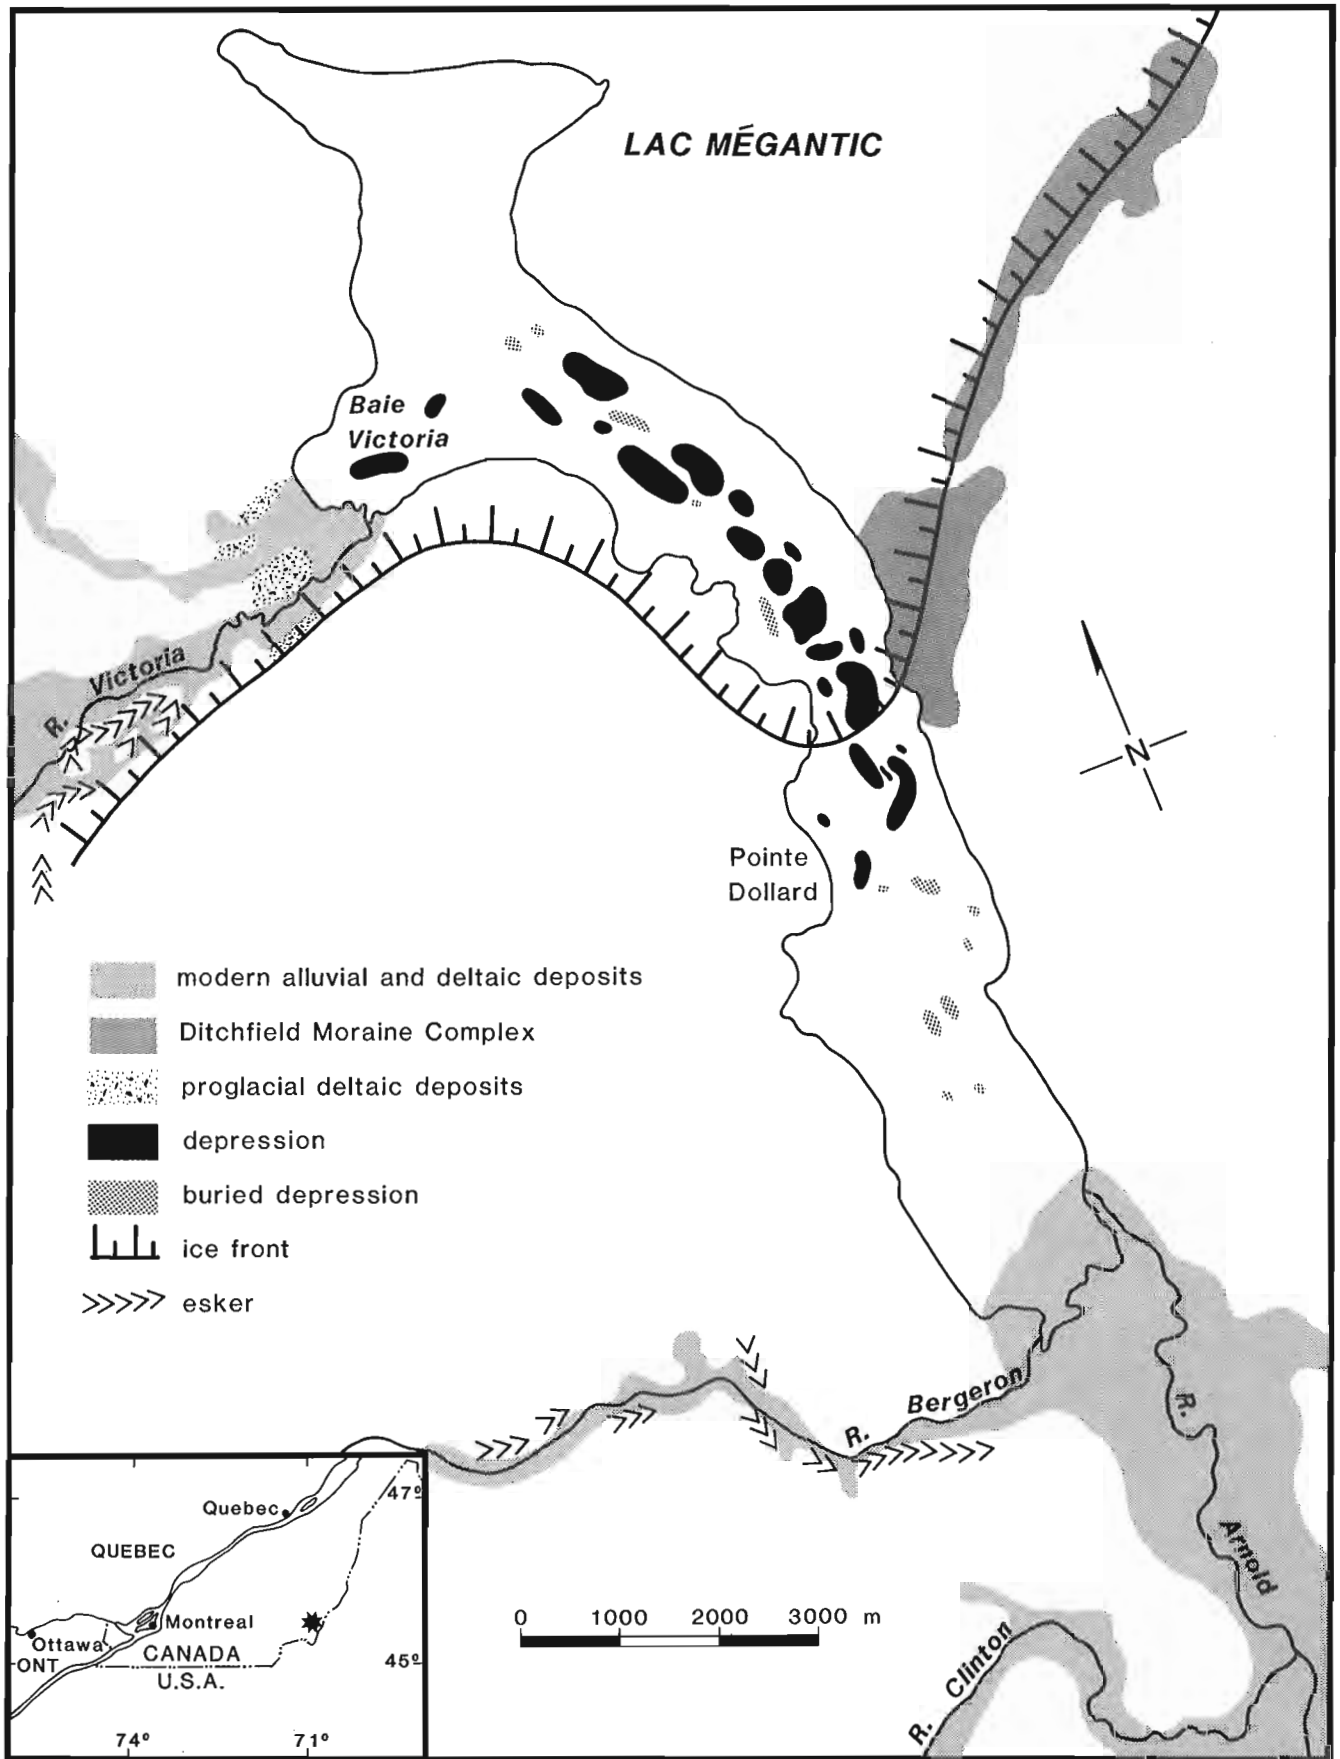 LAC MÉGANTIC
Baie
Victoria
R. Victoria
N
Pointe
Dollard
modern alluvial and deltaic deposits
Ditchfield Moraine Complex
proglacial deltaic deposits
depression
buried depression
ice front
esker
R. Bergeron
R. Arnold
R. Clinton
0 1000 2000 3000 m
47º
Quebec
QUEBEC
Montreal
Ottawa
ONT
CANADA
U.S.A.
45º
74º 71º